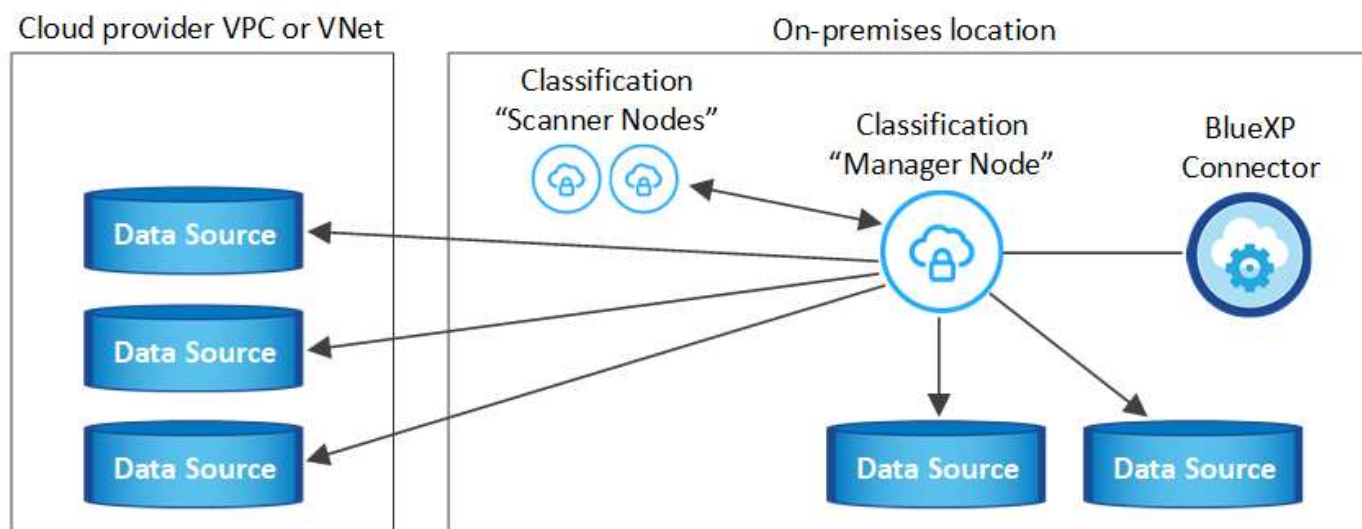 Cloud provider VPC or VNet
On-premises location
Classification
“Scanner Nodes”
Classification
“Manager Node”
BlueXP
Connector
Data Source
Data Source
Data Source
Data Source
Data Source